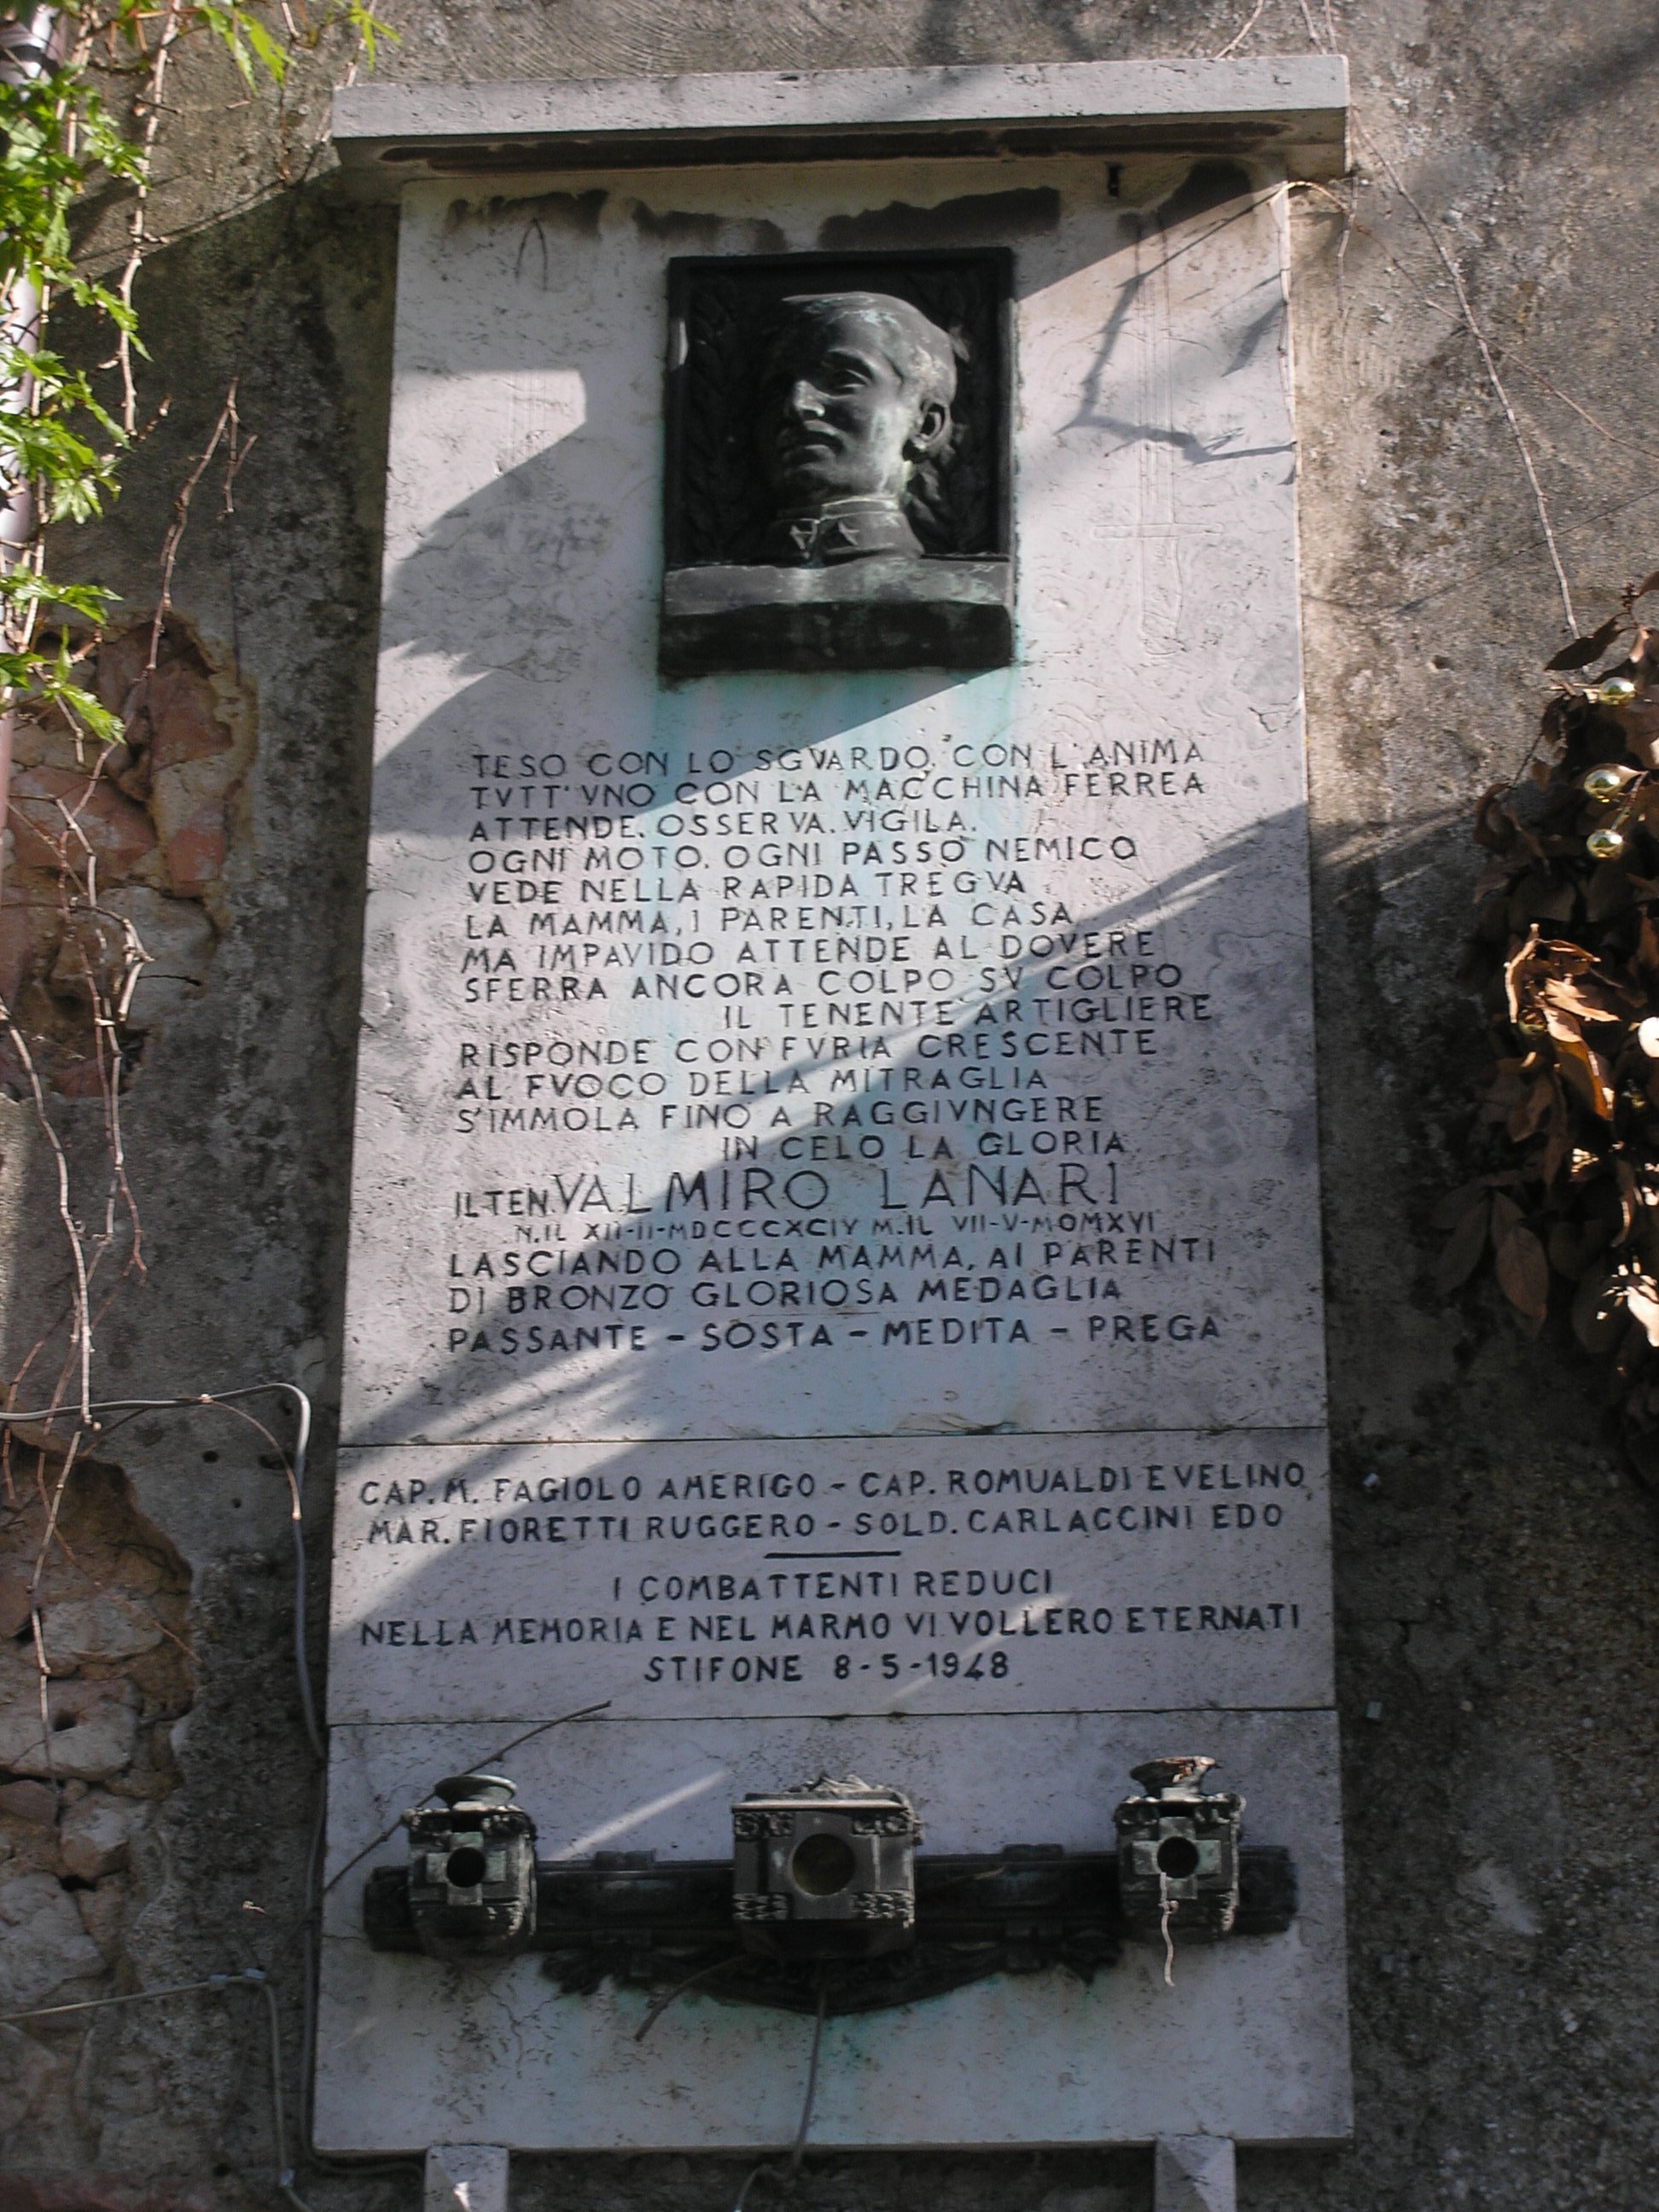 TESO CON LO SGVARDO, CON L'ANIMA
TVTT'VNO CON LA MACCHINA FERREA
ATTENDE. OSSERVA. VIGILA.
OGNI MOTO. OGNI PASSO NEMICO
VEDE NELLA RAPIDA TREGVA
LA MAMMA, I PARENTI, LA CASA
MA IMPAVIDO ATTENDE AL DOVERE
SFERRA ANCORA COLPO SV COLPO
IL TENENTE ARTIGLIERE
RISPONDE CON FVRIA CRESCENTE
AL FVOCO DELLA MITRAGLIA
S'IMMOLA FINO A RAGGIVNGERE
IN CELO LA GLORIA
IL TEN. VALMIRO LANARI
N. IL XII-II-MDCCCXCIV M. IL VII-V-MOMXVI
LASCIANDO ALLA MAMMA, AI PARENTI
DI BRONZO GLORIOSA MEDAGLIA
PASSANTE - SOSTA - MEDITA - PREGA
CAP. M. FAGIOLO AMERIGO - CAP. ROMUALDI EVELINO
MAR. FIORETTI RUGGERO - SOLD. CARLACCINI EDO
I COMBATTENTI REDUCI
NELLA MEMORIA E NEL MARMO VI VOLLERO ETERNATI
STIFONE 8-5-1948